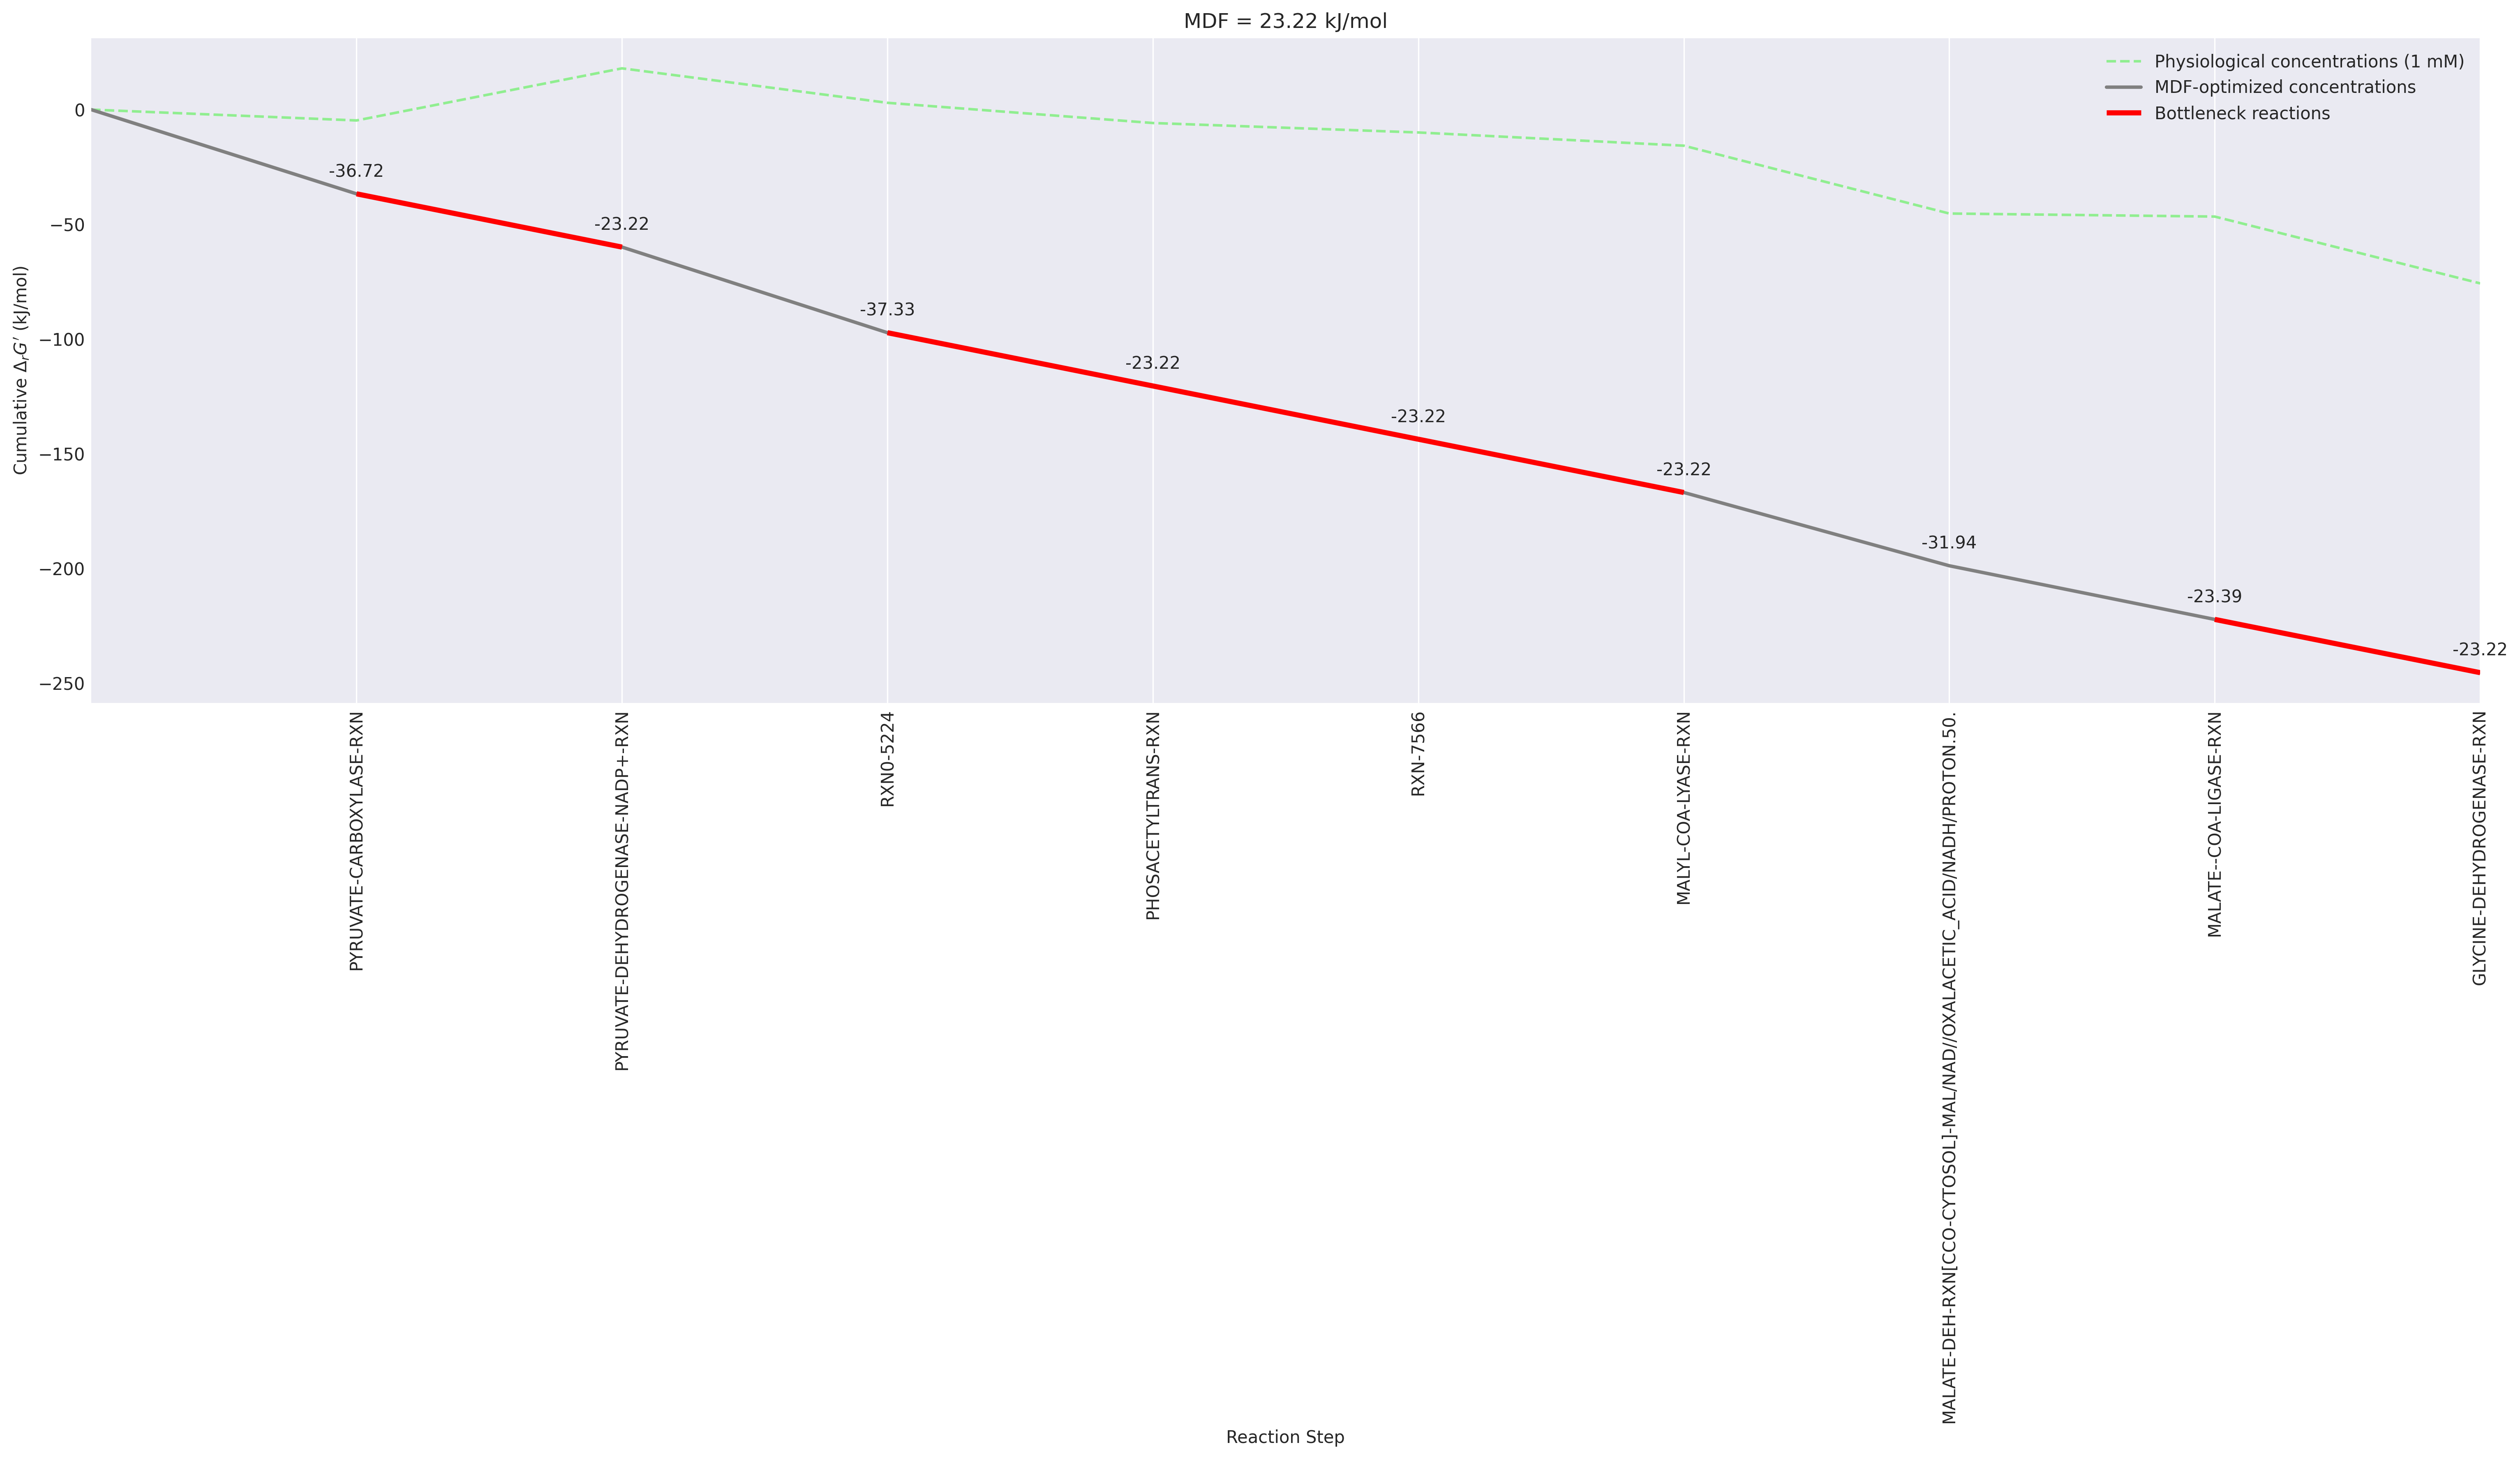 MDF = 23.22 kJ/mol
Physiological concentrations (1 mM)
MDF-optimized concentrations
Bottleneck reactions
Cumulative ΔrG′ (kJ/mol)
0
−50
−100
−150
−200
−250
-36.72
-23.22
-37.33
-23.22
-23.22
-23.22
-31.94
-23.39
-23.22
PYRUVATE-CARBOXYLASE-RXN
PYRUVATE-DEHYDROGENASE-NADP+-RXN
RXN0-5224
PHOSACETYLTRANS-RXN
RXN-7566
MALYL-COA-LYASE-RXN
MALATE-DEH-RXN[CCO-CYTOSOL]-MAL/NAD//OXALACETIC_ACID/NADH/PROTON.50.
MALATE--COA-LIGASE-RXN
GLYCINE-DEHYDROGENASE-RXN
Reaction Step